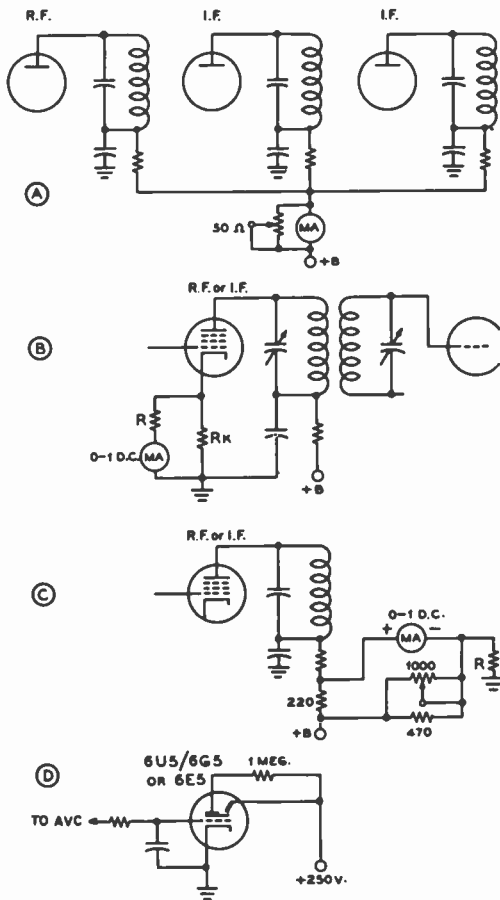 R.F.
I.F.
I.F.
A
50 Ω
MA
+B
B
R.F. or I.F.
R
RK
0-1 D.C.
MA
+B
C
R.F. or I.F.
0-1 D.C.
+ MA -
1000
R
220
470
+B
D
6U5/6G5
OR 6E5
1 MEG.
TO AVC
+250V.